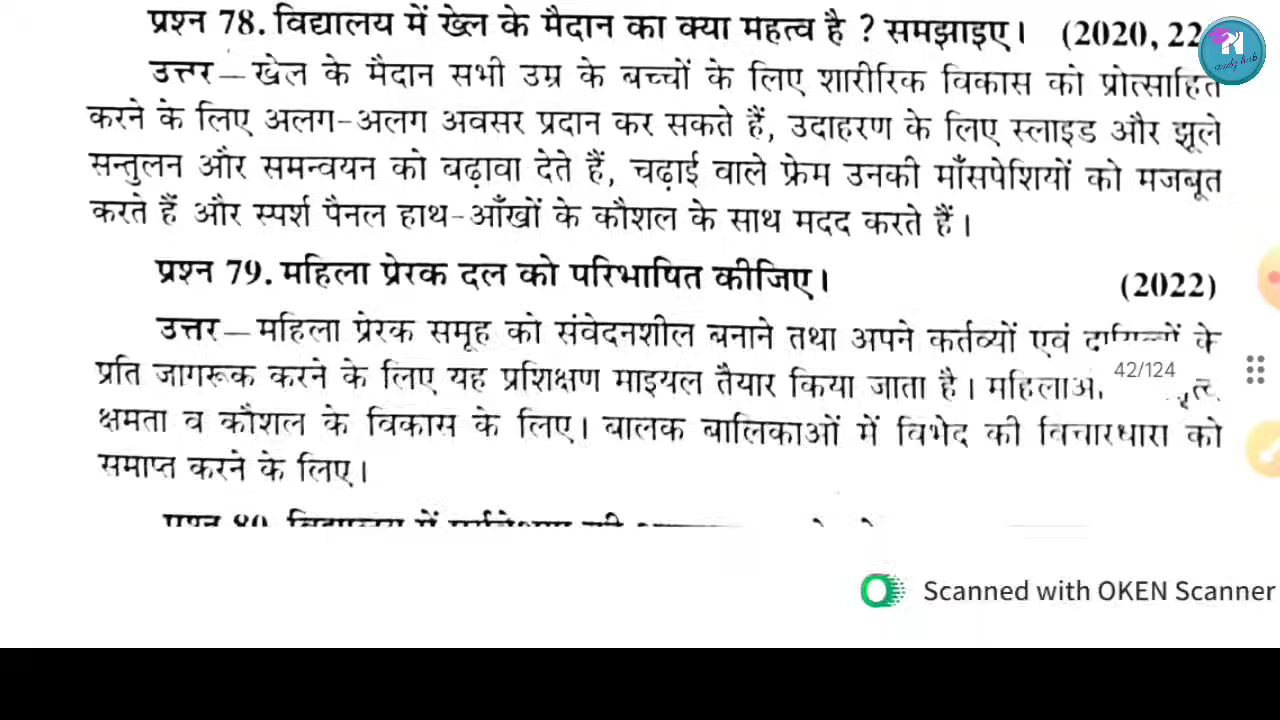 प्रश्न 78. विद्यालय में खेल के मैदान का क्या महत्व है ? समझाइए। (2020, 22
उत्तर – खेल के मैदान सभी उम्र के बच्चों के लिए शारीरिक विकास को प्रोत्साहित
करने के लिए अलग-अलग अवसर प्रदान कर सकते हैं, उदाहरण के लिए स्लाइड और झूले
सन्तुलन और समन्वयन को बढ़ावा देते हैं, चढ़ाई वाले फ्रेम उनकी माँसपेशियों को मजबूत
करते हैं और स्पर्श पैनल हाथ-आँखों के कौशल के साथ मदद करते हैं।
प्रश्न 79. महिला प्रेरक दल को परिभाषित कीजिए। (2022)
उत्तर – महिला प्रेरक समूह को संवेदनशील बनाने तथा अपने कर्तव्यों एवं के
प्रति जागरूक करने के लिए यह प्रशिक्षण माड्यल तैयार किया जाता है।
42/124
क्षमता व कौशल के विकास के लिए। बालक बालिकाओं में विभेद की विचारधारा को
समाप्त करने के लिए।
Scanned with OKEN Scanner
study hub